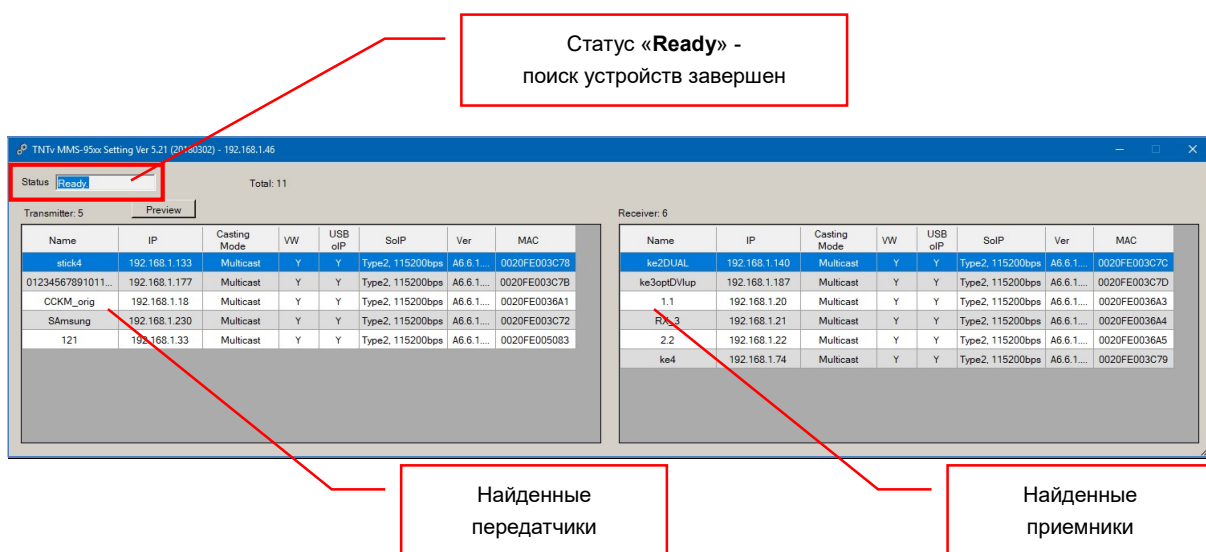 Статус «Ready» -
поиск устройств завершен
TNTv MMS-95xx Setting Ver 5.21 (20180302) - 192.168.1.46
Status Ready. Total: 11
Transmitter: 5 Preview
Name IP Casting Mode VW USB oIP SoIP Ver MAC
stick4 192.168.1.133 Multicast Y Y Type2, 115200bps A6.6.1.... 0020FE003C78
01234567891011... 192.168.1.177 Multicast Y Y Type2, 115200bps A6.6.1.... 0020FE003C7B
CCKM_orig 192.168.1.18 Multicast Y Y Type2, 115200bps A6.6.1.... 0020FE0036A1
SAmsung 192.168.1.230 Multicast Y Y Type2, 115200bps A6.6.1.... 0020FE003C72
121 192.168.1.33 Multicast Y Y Type2, 115200bps A6.6.1.... 0020FE005083
Receiver: 6
Name IP Casting Mode VW USB oIP SoIP Ver MAC
ke2DUAL 192.168.1.140 Multicast Y Y Type2, 115200bps A6.6.1.... 0020FE003C7C
ke3optDVIup 192.168.1.187 Multicast Y Y Type2, 115200bps A6.6.1.... 0020FE003C7D
1.1 192.168.1.20 Multicast Y Y Type2, 115200bps A6.6.1.... 0020FE0036A3
RX_3 192.168.1.21 Multicast Y Y Type2, 115200bps A6.6.1.... 0020FE0036A4
2.2 192.168.1.22 Multicast Y Y Type2, 115200bps A6.6.1.... 0020FE0036A5
ke4 192.168.1.74 Multicast Y Y Type2, 115200bps A6.6.1.... 0020FE003C79
Найденные
передатчики
Найденные
приемники